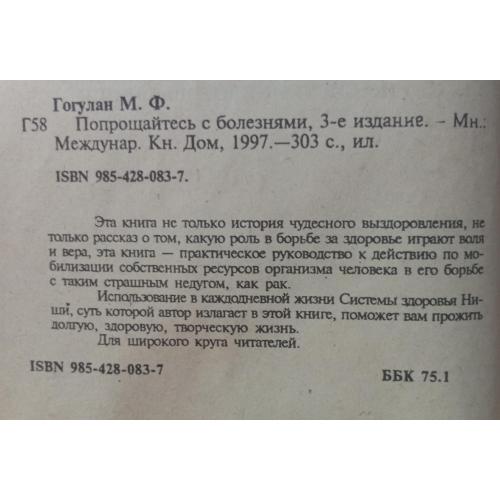 Гогулан М. Ф.
Г58 Попрощайтесь с болезнями, 3-е издание. – Мн.:
Междунар. Кн. Дом, 1997.—303 с., ил.
ISBN 985-428-083-7.
Эта книга не только история чудесного выздоровления, не
только рассказ о том, какую роль в борьбе за здоровье играют воля
и вера, эта книга — практическое руководство к действию по мо-
билизации собственных ресурсов организма человека в его борьбе
с таким страшным недугом, как рак.
Использование в каждодневной жизни Системы здоровья Ни-
ши, суть которой автор излагает в этой книге, поможет вам прожить
долгую, здоровую, творческую жизнь.
Для широкого круга читателей.
ISBN 985-428-083-7
ББК 75.1